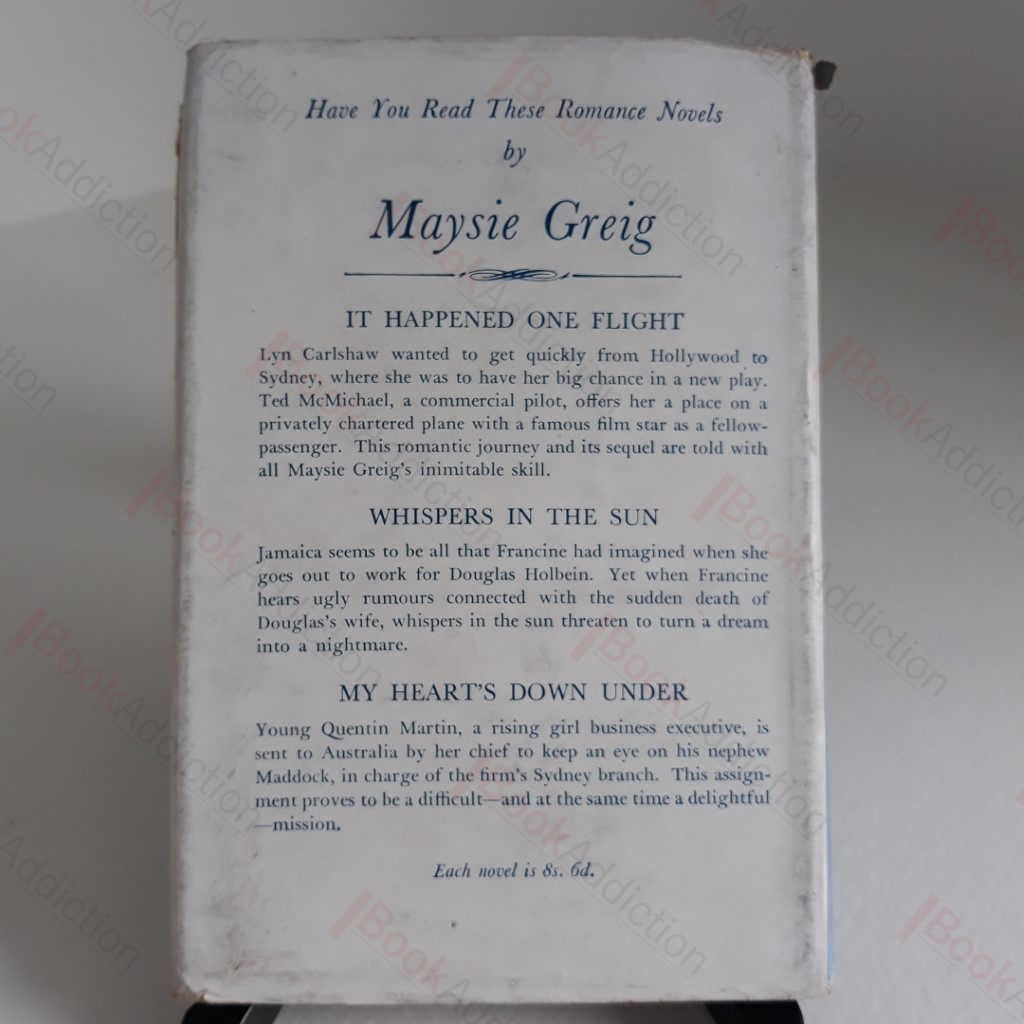 Have You Read These Romance Novels
by
Maysie Greig
IT HAPPENED ONE FLIGHT
Lyn Carlshaw wanted to get quickly from Hollywood to
Sydney, where she was to have her big chance in a new play.
Ted McMichael, a commercial pilot, offers her a place on a
privately chartered plane with a famous film star as a fellow-
passenger. This romantic journey and its sequel are told with
all Maysie Greig's inimitable skill.
WHISPERS IN THE SUN
Jamaica seems to be all that Francine had imagined when she
goes out to work for Douglas Holbein. Yet when Francine
hears ugly rumours connected with the sudden death of
Douglas's wife, whispers in the sun threaten to turn a dream
into a nightmare.
MY HEART'S DOWN UNDER
Young Quentin Martin, a rising girl business executive, is
sent to Australia by her chief to keep an eye on his nephew
Maddock, in charge of the firm's Sydney branch. This assign-
ment proves to be a difficult—and at the same time a delightful
—mission.
Each novel is 8s. 6d.
BookAddiction